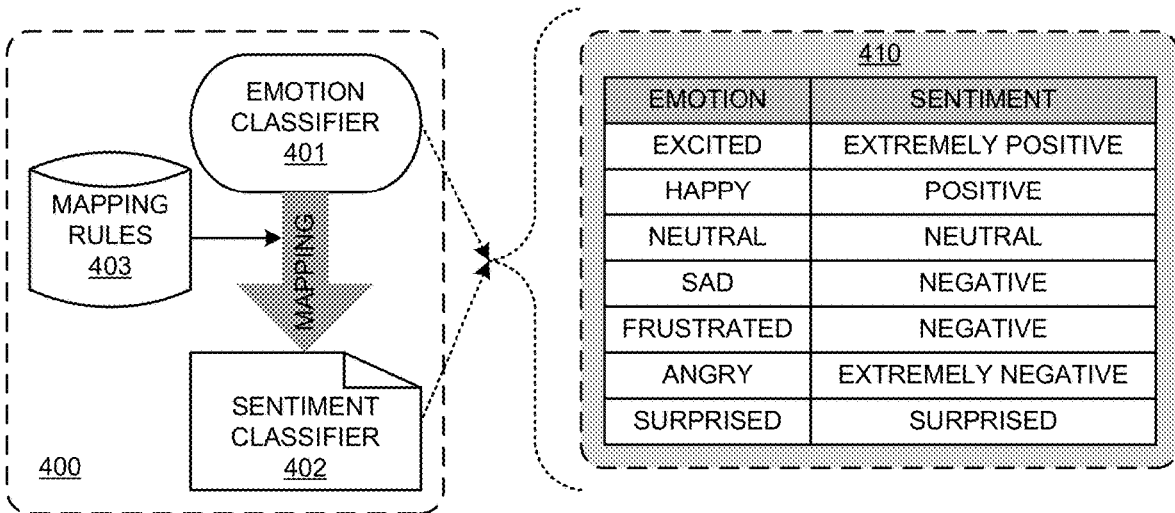 EMOTION
CLASSIFIER
401
MAPPING
RULES
403
MAPPING
SENTIMENT
CLASSIFIER
402
400
410
EMOTION SENTIMENT
EXCITED EXTREMELY POSITIVE
HAPPY POSITIVE
NEUTRAL NEUTRAL
SAD NEGATIVE
FRUSTRATED NEGATIVE
ANGRY EXTREMELY NEGATIVE
SURPRISED SURPRISED